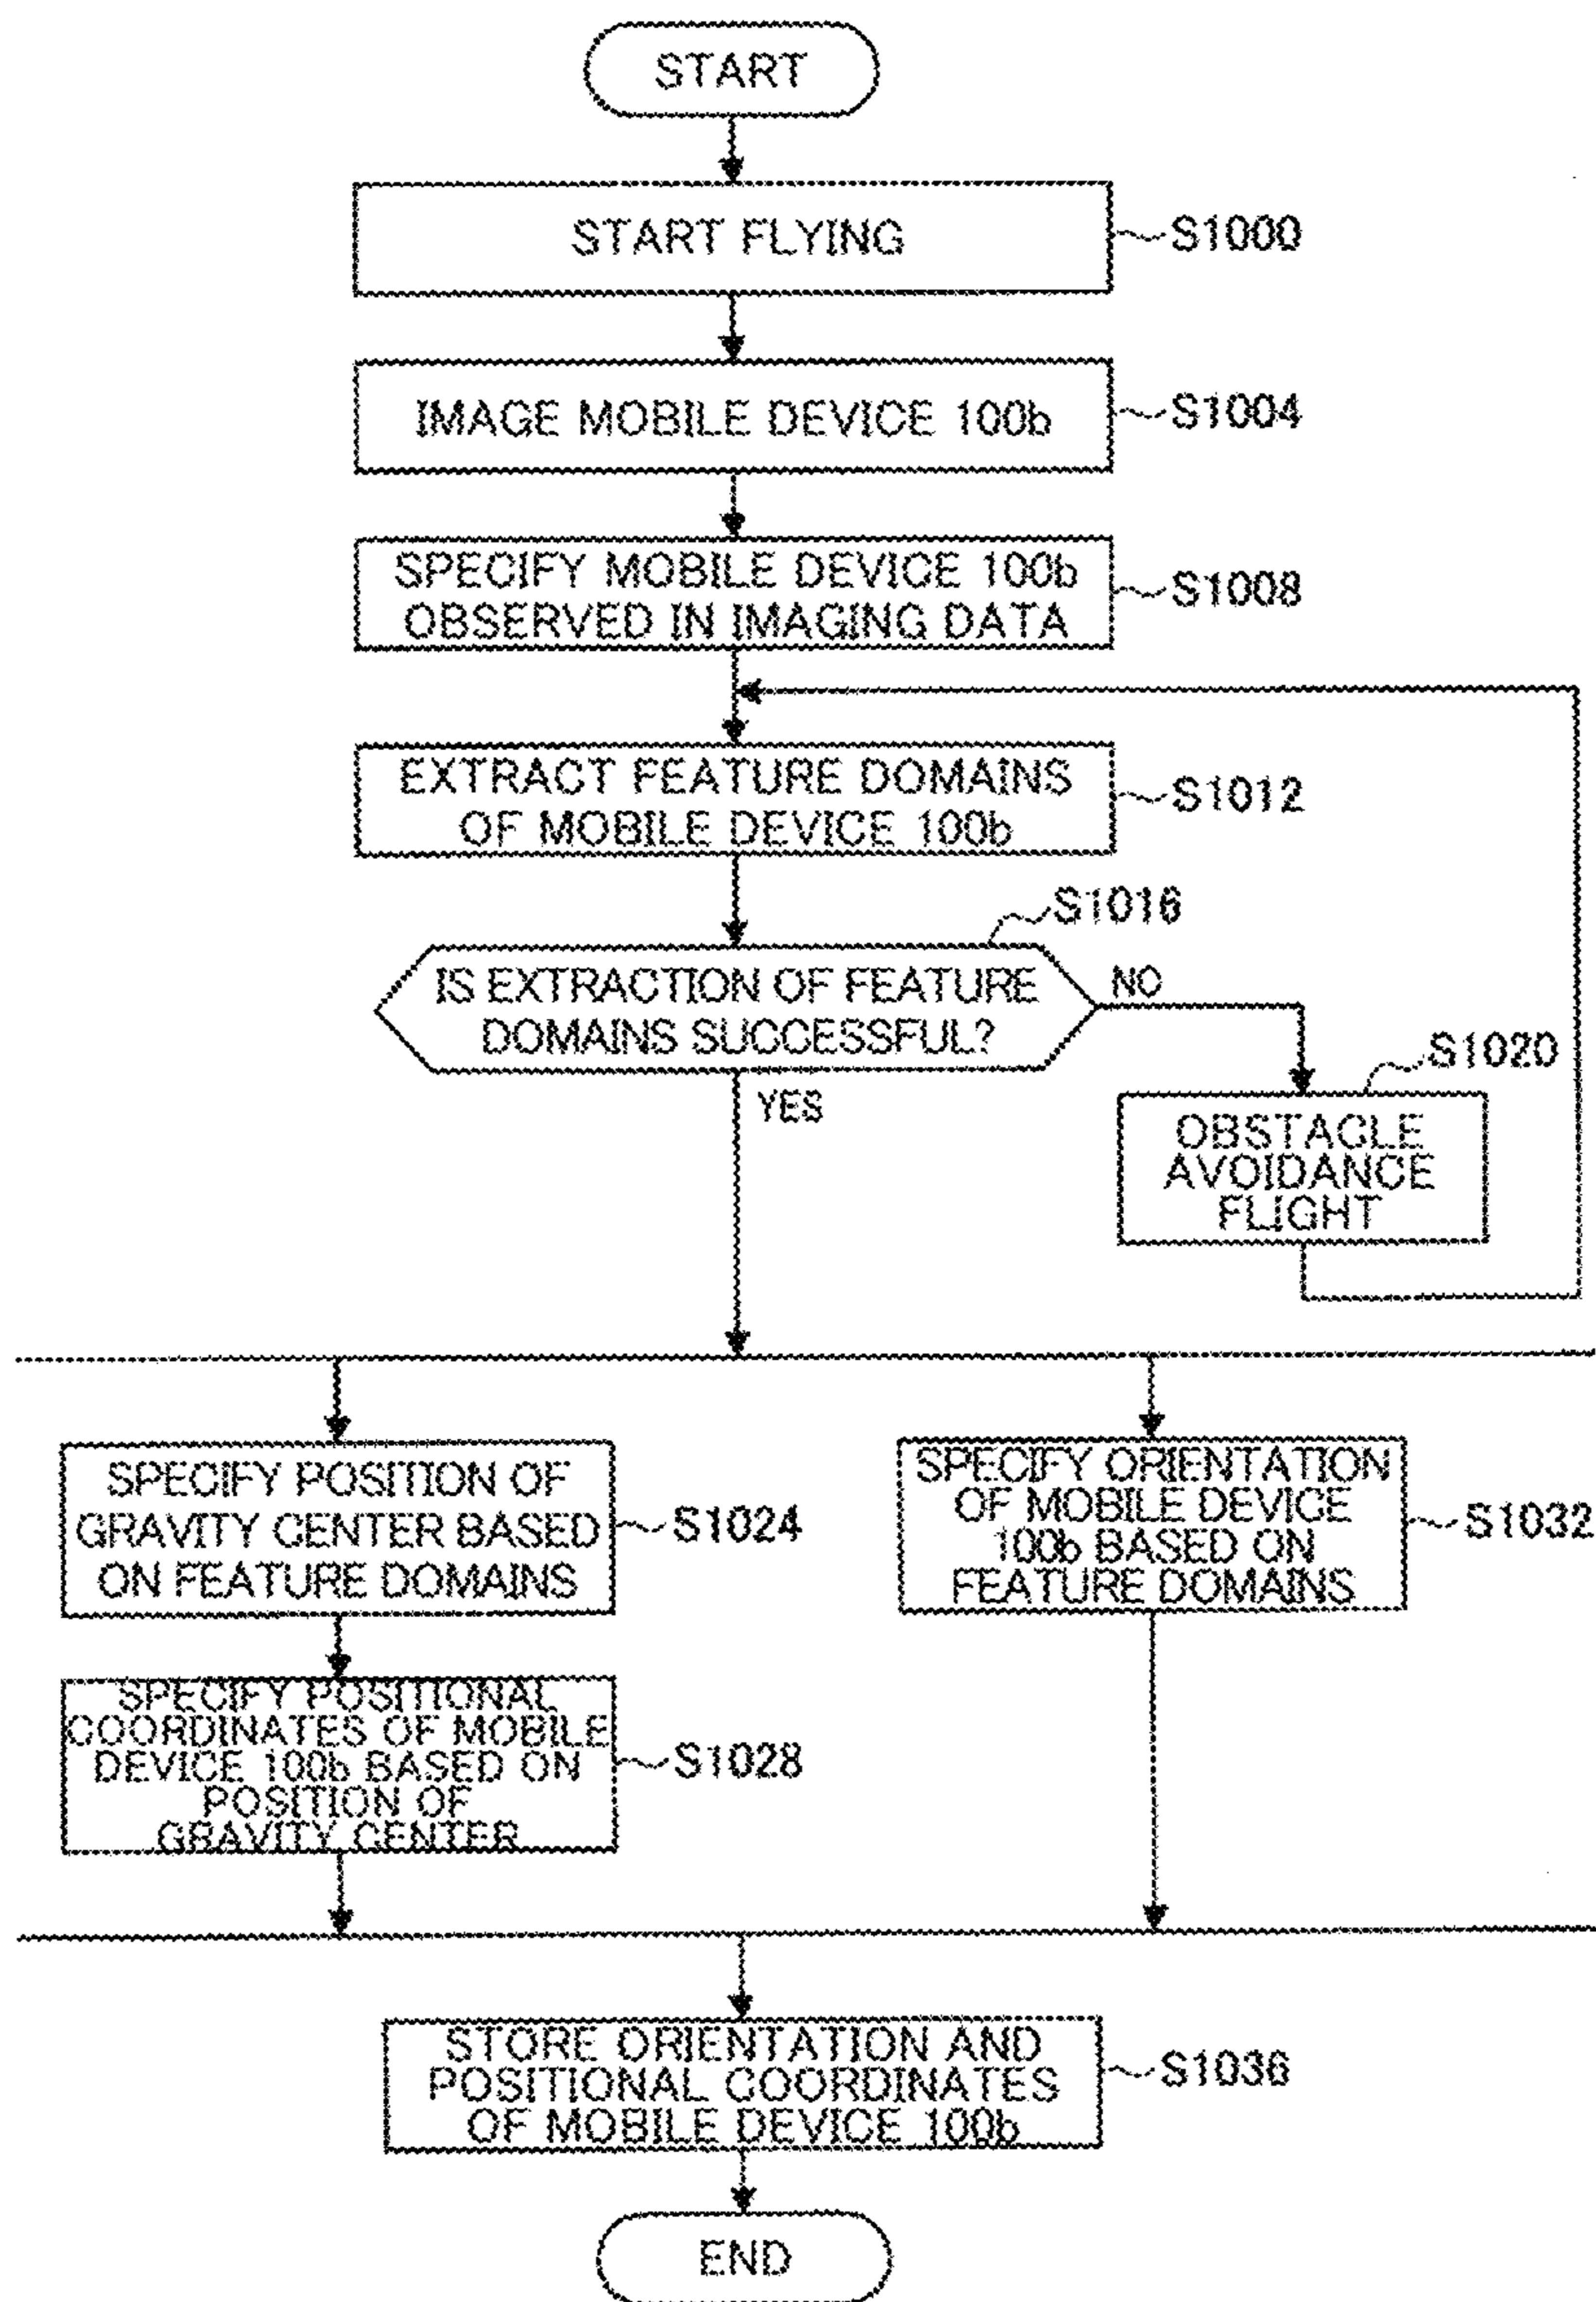 START
START FLYING
S1000
IMAGE MOBILE DEVICE 100b
S1004
SPECIFY MOBILE DEVICE 100b
OBSERVED IN IMAGING DATA
S1008
EXTRACT FEATURE DOMAINS
OF MOBILE DEVICE 100b
S1012
S1016
IS EXTRACTION OF FEATURE
DOMAINS SUCCESSFUL?
NO
YES
S1020
OBSTACLE
AVOIDANCE
FLIGHT
SPECIFY POSITION OF
GRAVITY CENTER BASED
ON FEATURE DOMAINS
S1024
SPECIFY ORIENTATION
OF MOBILE DEVICE
100b BASED ON
FEATURE DOMAINS
S1032
SPECIFY POSITIONAL
COORDINATES OF MOBILE
DEVICE 100b BASED ON
POSITION OF
GRAVITY CENTER
S1028
STORE ORIENTATION AND
POSITIONAL COORDINATES
OF MOBILE DEVICE 100b
S1036
END